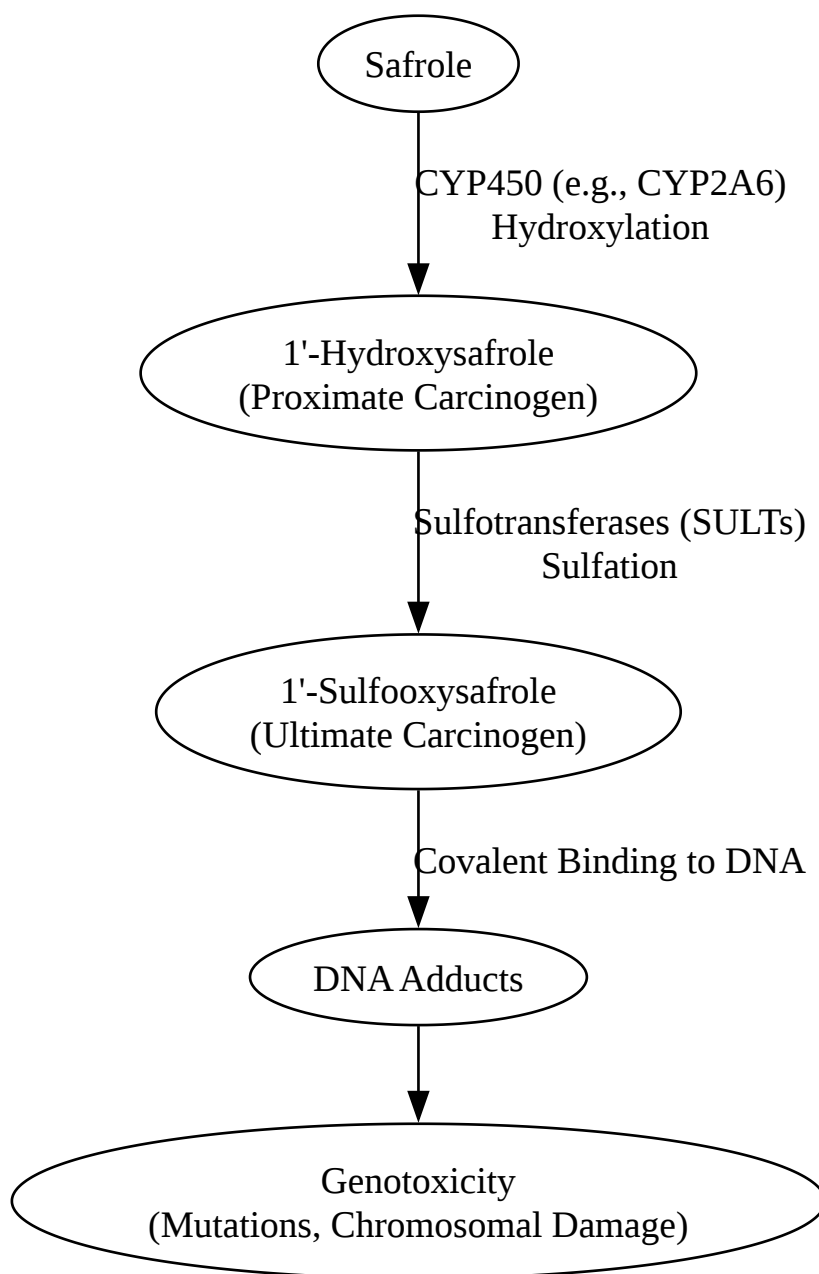 Safrole
CYP450 (e.g., CYP2A6)
Hydroxylation
1'-Hydroxysafrole
(Proximate Carcinogen)
Sulfotransferases (SULTs)
Sulfation
1'-Sulfooxysafrole
(Ultimate Carcinogen)
Covalent Binding to DNA
DNA Adducts
Genotoxicity
(Mutations, Chromosomal Damage)